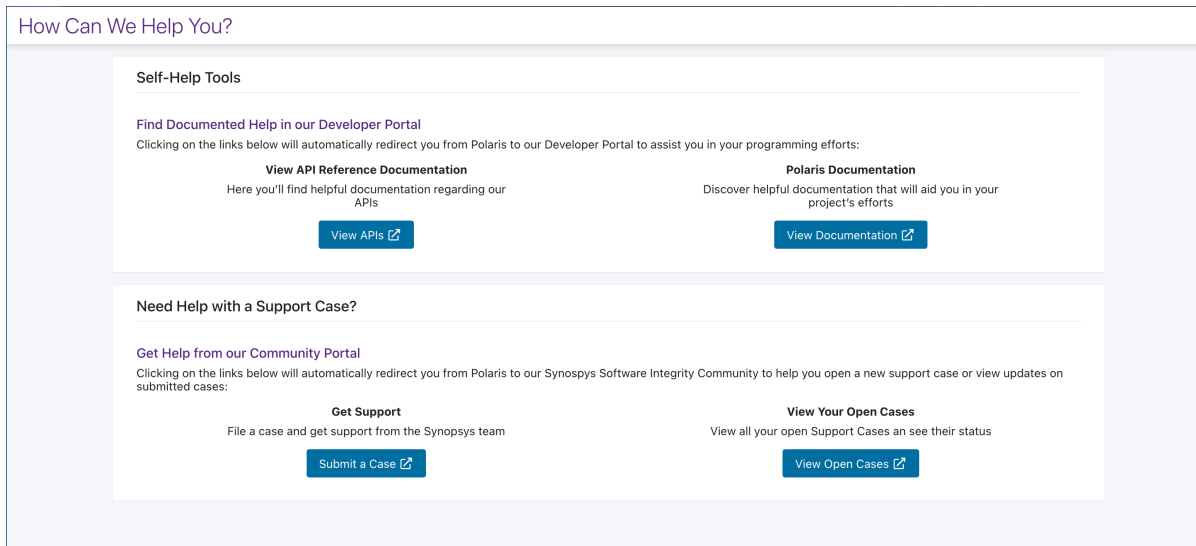 How Can We Help You?
Self-Help Tools
Find Documented Help in our Developer Portal
Clicking on the links below will automatically redirect you from Polaris to our Developer Portal to assist you in your programming efforts:
View API Reference Documentation
Here you'll find helpful documentation regarding our
APIs
View APIs
Polaris Documentation
Discover helpful documentation that will aid you in your
project's efforts
View Documentation
Need Help with a Support Case?
Get Help from our Community Portal
Clicking on the links below will automatically redirect you from Polaris to our Synospys Software Integrity Community to help you open a new support case or view updates on
submitted cases:
Get Support
File a case and get support from the Synopsys team
Submit a Case
View Your Open Cases
View all your open Support Cases an see their status
View Open Cases